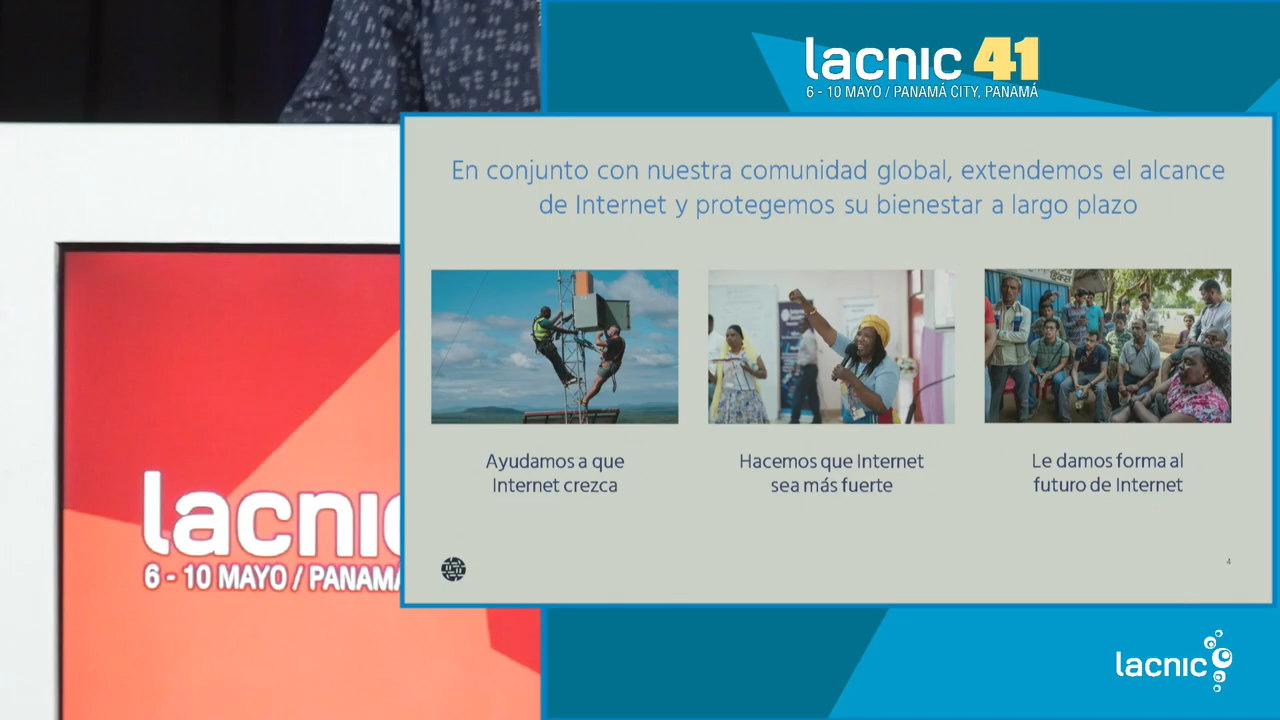 lacnic 41
6 - 10 MAYO / PANAMÁ CITY, PANAMÁ
En conjunto con nuestra comunidad global, extendemos el alcance
de Internet y protegemos su bienestar a largo plazo
Ayudamos a que
Internet crezca
Hacemos que Internet
sea más fuerte
Le damos forma al
futuro de Internet
4
lacnic
6 - 10 MAYO / PANAMÁ
lacnic